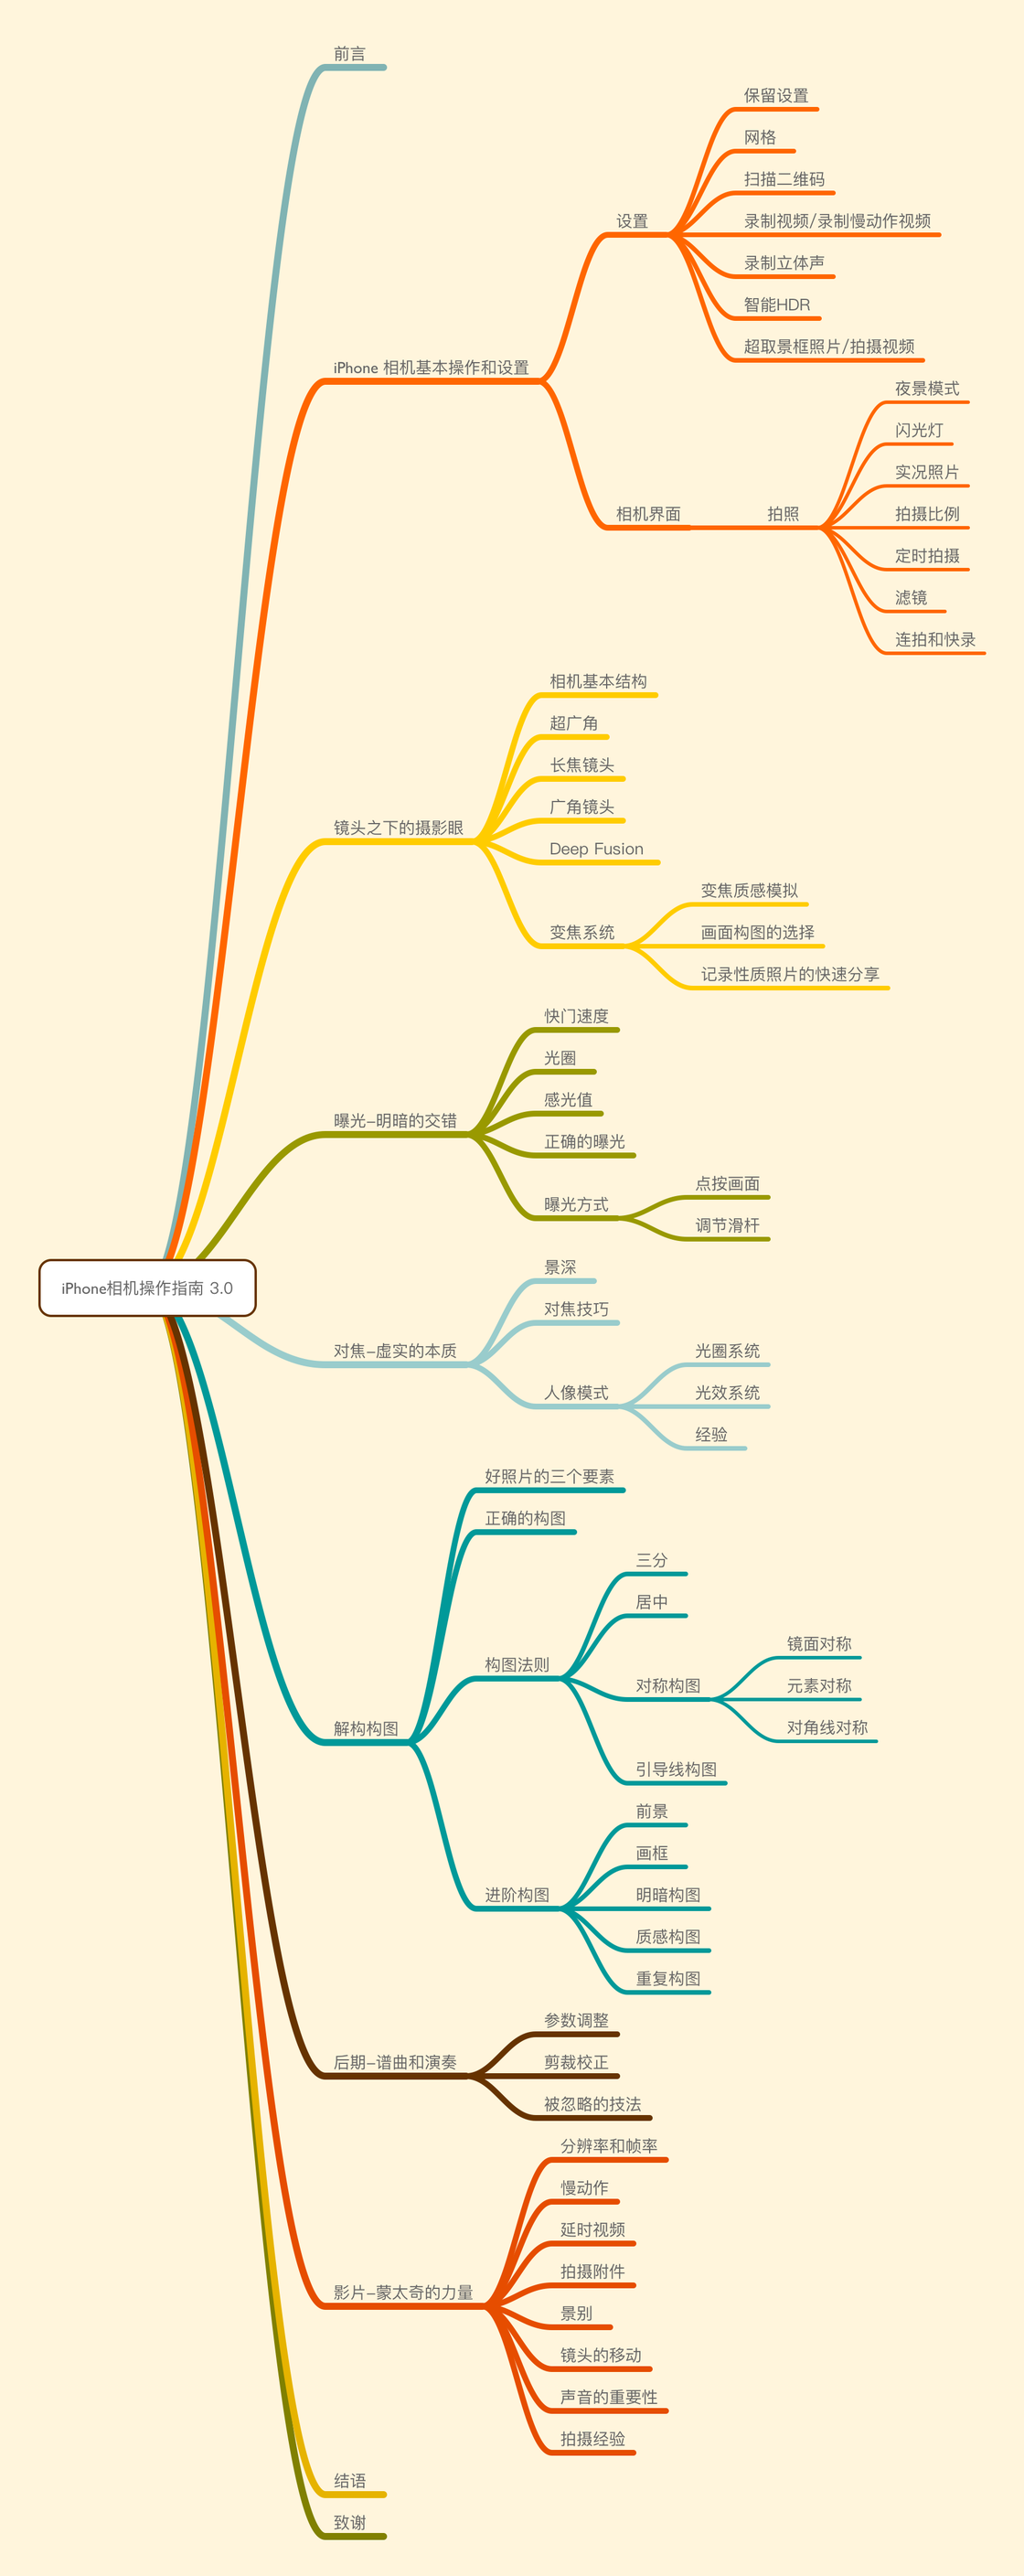 前言
iPhone 相机基本操作和设置
设置
保留设置
网格
扫描二维码
录制视频/录制慢动作视频
录制立体声
智能HDR
超取景框照片/拍摄视频
相机界面
拍照
夜景模式
闪光灯
实况照片
拍摄比例
定时拍摄
滤镜
连拍和快录
镜头之下的摄影眼
相机基本结构
超广角
长焦镜头
广角镜头
Deep Fusion
变焦系统
变焦质感模拟
画面构图的选择
记录性质照片的快速分享
曝光–明暗的交错
快门速度
光圈
感光值
正确的曝光
曝光方式
点按画面
调节滑杆
iPhone相机操作指南 3.0
对焦–虚实的本质
景深
对焦技巧
人像模式
光圈系统
光效系统
经验
解构构图
好照片的三个要素
正确的构图
构图法则
三分
居中
对称构图
镜面对称
元素对称
对角线对称
引导线构图
进阶构图
前景
画框
明暗构图
质感构图
重复构图
后期–谱曲和演奏
参数调整
剪裁校正
被忽略的技法
影片–蒙太奇的力量
分辨率和帧率
慢动作
延时视频
拍摄附件
景别
镜头的移动
声音的重要性
拍摄经验
结语
致谢